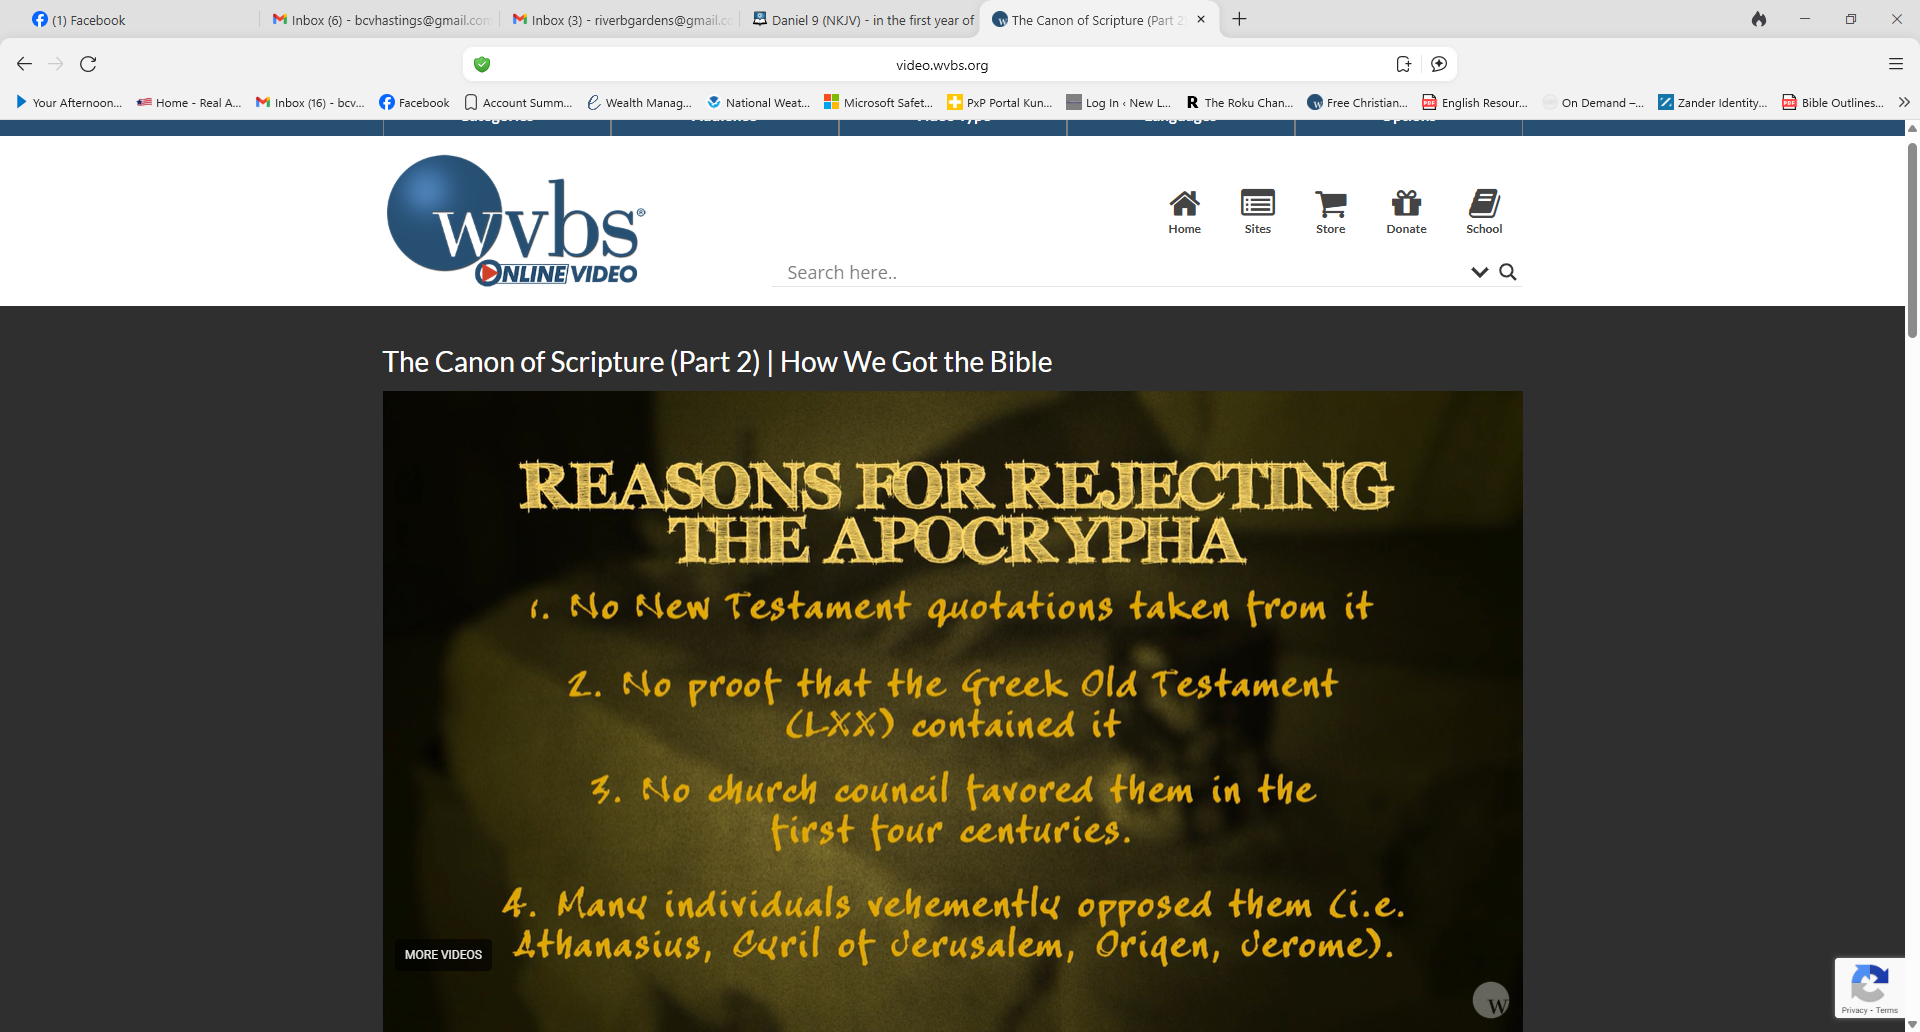 (1) Facebook
Inbox (6) - bcvhastings@gmail.com
Inbox (3) - riverbgardens@gmail.co
Daniel 9 (NKJV) - in the first year of
The Canon of Scripture (Part 2)
video.wvbs.org
Your Afternoon...
Home - Real A...
Inbox (16) - bcv...
Facebook
Account Summ...
Wealth Manag...
National Weat...
Microsoft Safet...
PxP Portal Kun...
Log In ‹ New L...
The Roku Chan...
Free Christian...
English Resour...
On Demand –...
Zander Identity...
Bible Outlines...
Categories
Audience
Video Type
Languages
Options
wvbs®
ONLINE VIDEO
Home
Sites
Store
Donate
School
Search here..
The Canon of Scripture (Part 2) | How We Got the Bible
REASONS FOR REJECTING
THE APOCRYPHA
1. No New Testament quotations taken from it
2. No proof that the Greek Old Testament
(LXX) contained it
3. No church council favored them in the
first four centuries.
4. Many individuals vehemently opposed them (i.e.
Athanasius, Cyril of Jerusalem, Origen, Jerome).
MORE VIDEOS
W
Privacy - Terms